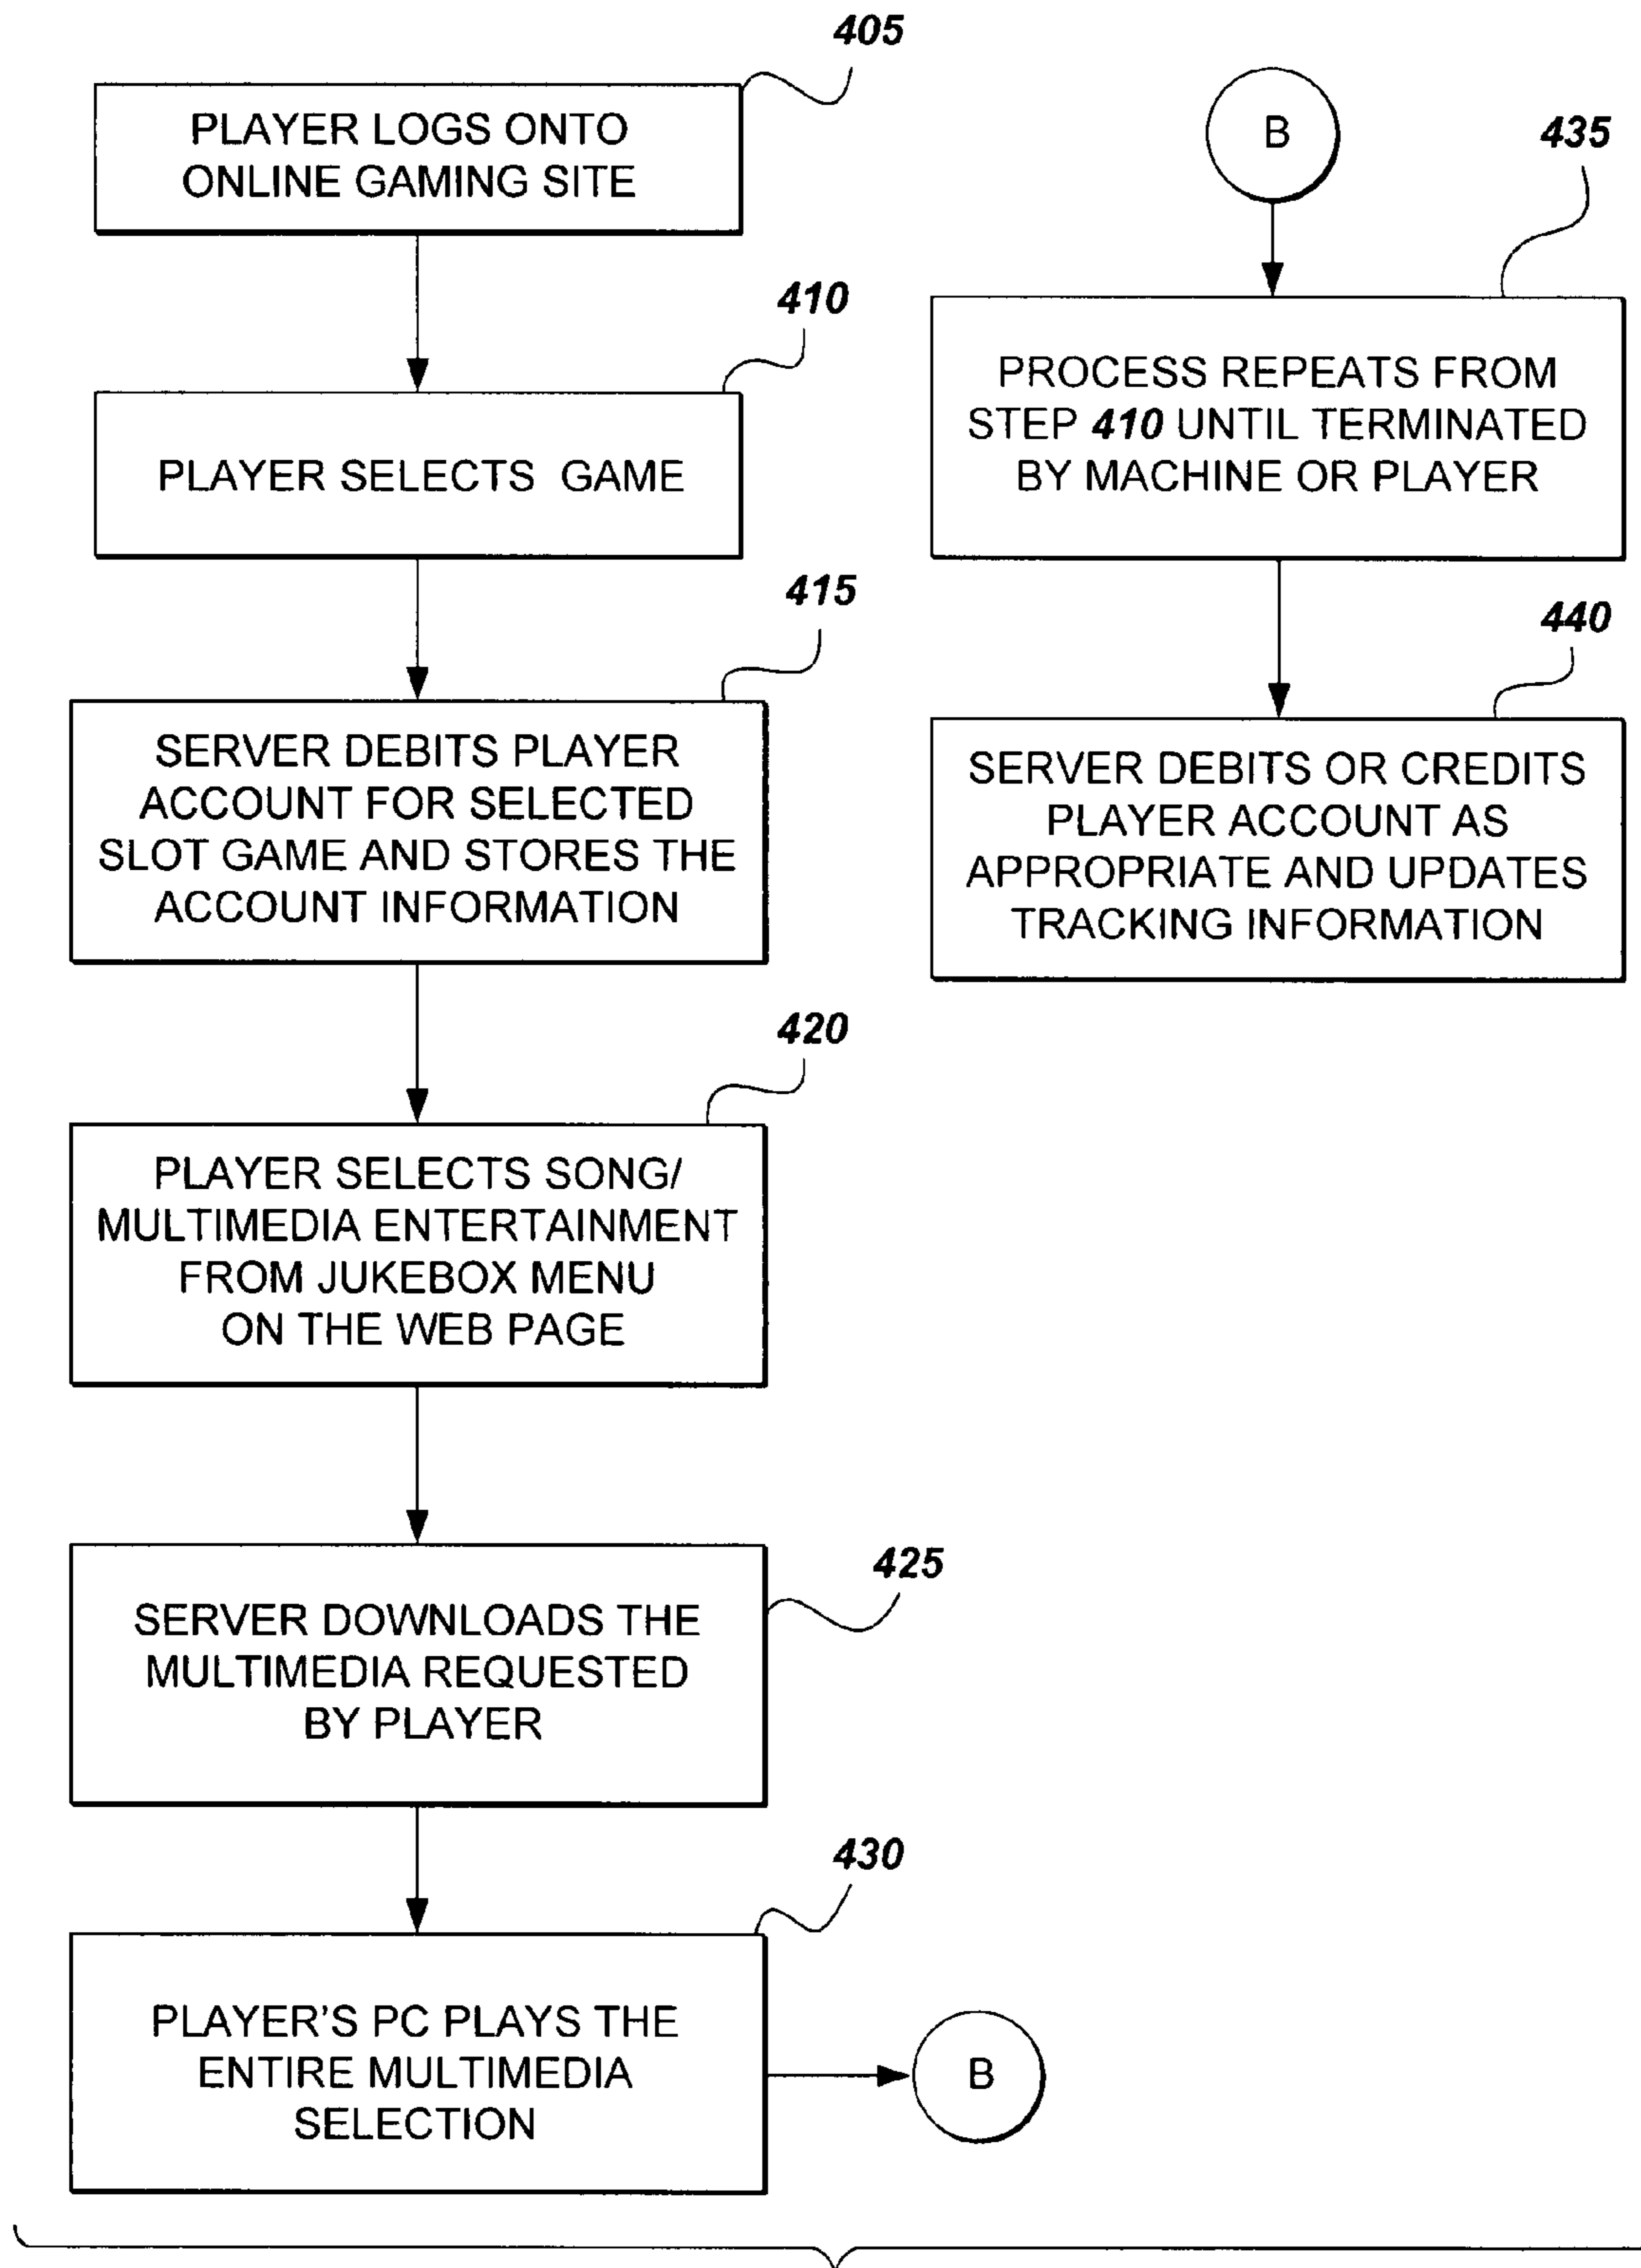 405
PLAYER LOGS ONTO
ONLINE GAMING SITE
410
PLAYER SELECTS GAME
415
SERVER DEBITS PLAYER
ACCOUNT FOR SELECTED
SLOT GAME AND STORES THE
ACCOUNT INFORMATION
420
PLAYER SELECTS SONG/
MULTIMEDIA ENTERTAINMENT
FROM JUKEBOX MENU
ON THE WEB PAGE
425
SERVER DOWNLOADS THE
MULTIMEDIA REQUESTED
BY PLAYER
430
PLAYER'S PC PLAYS THE
ENTIRE MULTIMEDIA
SELECTION
B
B
435
PROCESS REPEATS FROM
STEP 410 UNTIL TERMINATED
BY MACHINE OR PLAYER
440
SERVER DEBITS OR CREDITS
PLAYER ACCOUNT AS
APPROPRIATE AND UPDATES
TRACKING INFORMATION